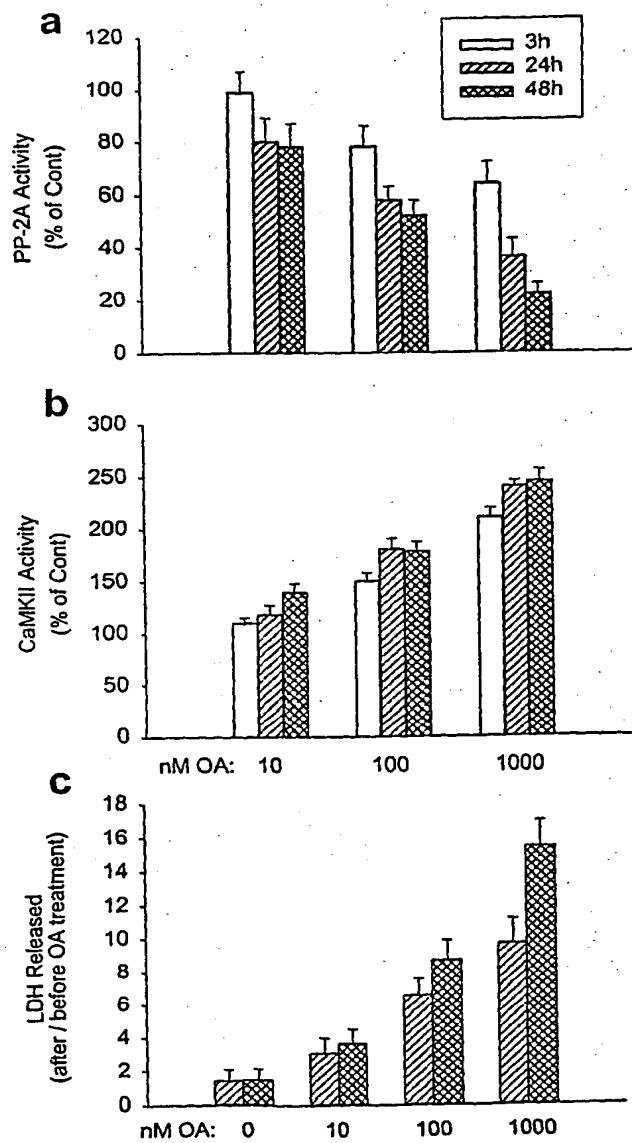 a
3h
24h
48h
PP-2A Activity
(% of Cont)
120
100
80
60
40
20
0
b
CaMKII Activity
(% of Cont)
300
250
200
150
100
50
0
nM OA: 10 100 1000
c
LDH Released
(after / before OA treatment)
18
16
14
12
10
8
6
4
2
0
nM OA: 0 10 100 1000